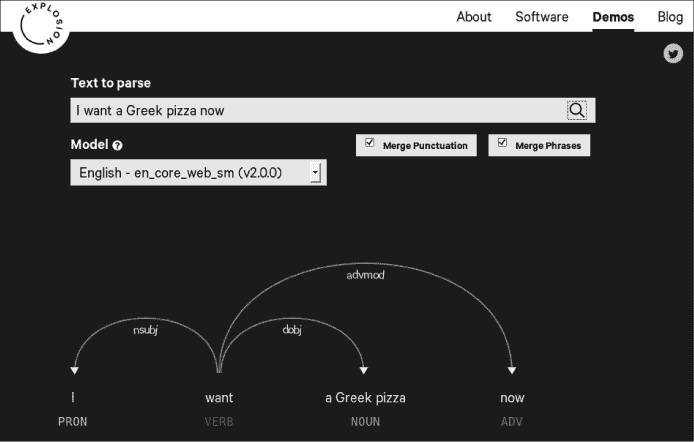 EXPLOSION
About Software Demos Blog
Text to parse
I want a Greek pizza now
Model ?
Merge Punctuation Merge Phrases
English - en_core_web_sm (v2.0.0)
advmod
nsubj dobj
I want a Greek pizza now
PRON VERB NOUN ADV